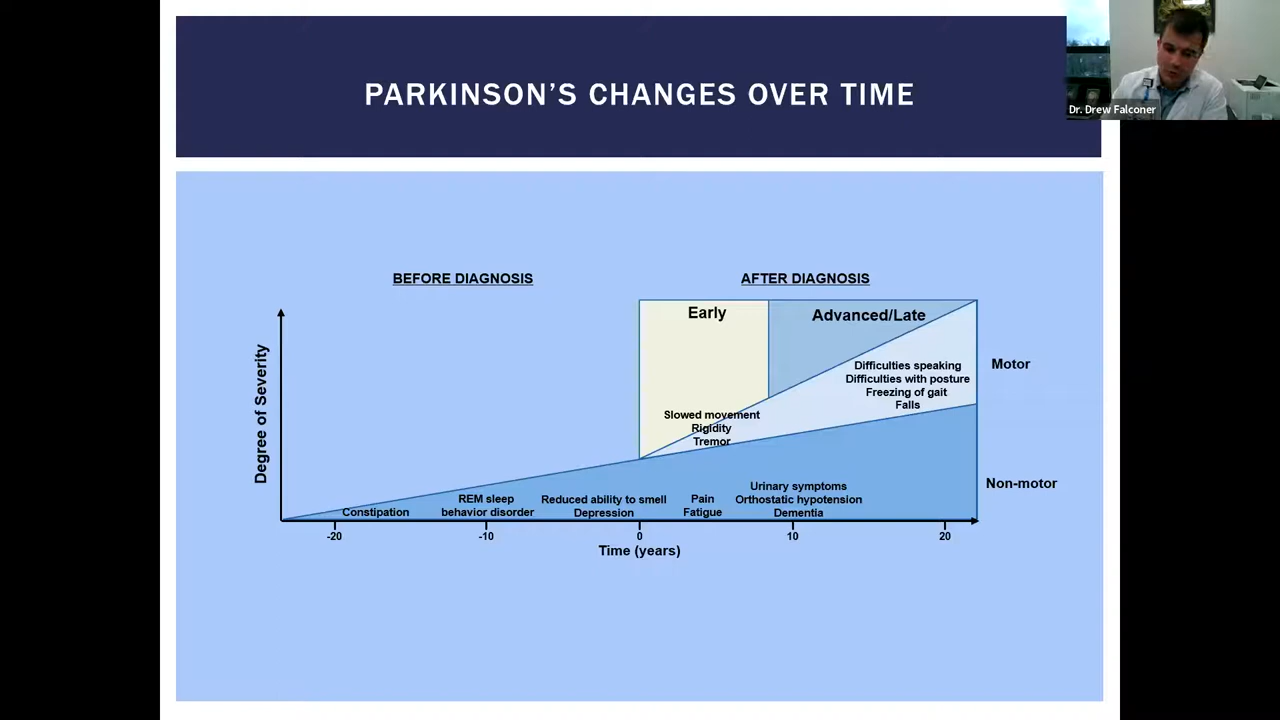 PARKINSON'S CHANGES OVER TIME
Dr. Drew Falconer
BEFORE DIAGNOSIS
AFTER DIAGNOSIS
Early
Advanced/Late
Degree of Severity
Difficulties speaking
Difficulties with posture
Freezing of gait
Falls
Motor
Slowed movement
Rigidity
Tremor
Non-motor
Constipation
REM sleep
behavior disorder
Reduced ability to smell
Depression
Pain
Fatigue
Urinary symptoms
Orthostatic hypotension
Dementia
-20
-10
0
10
20
Time (years)